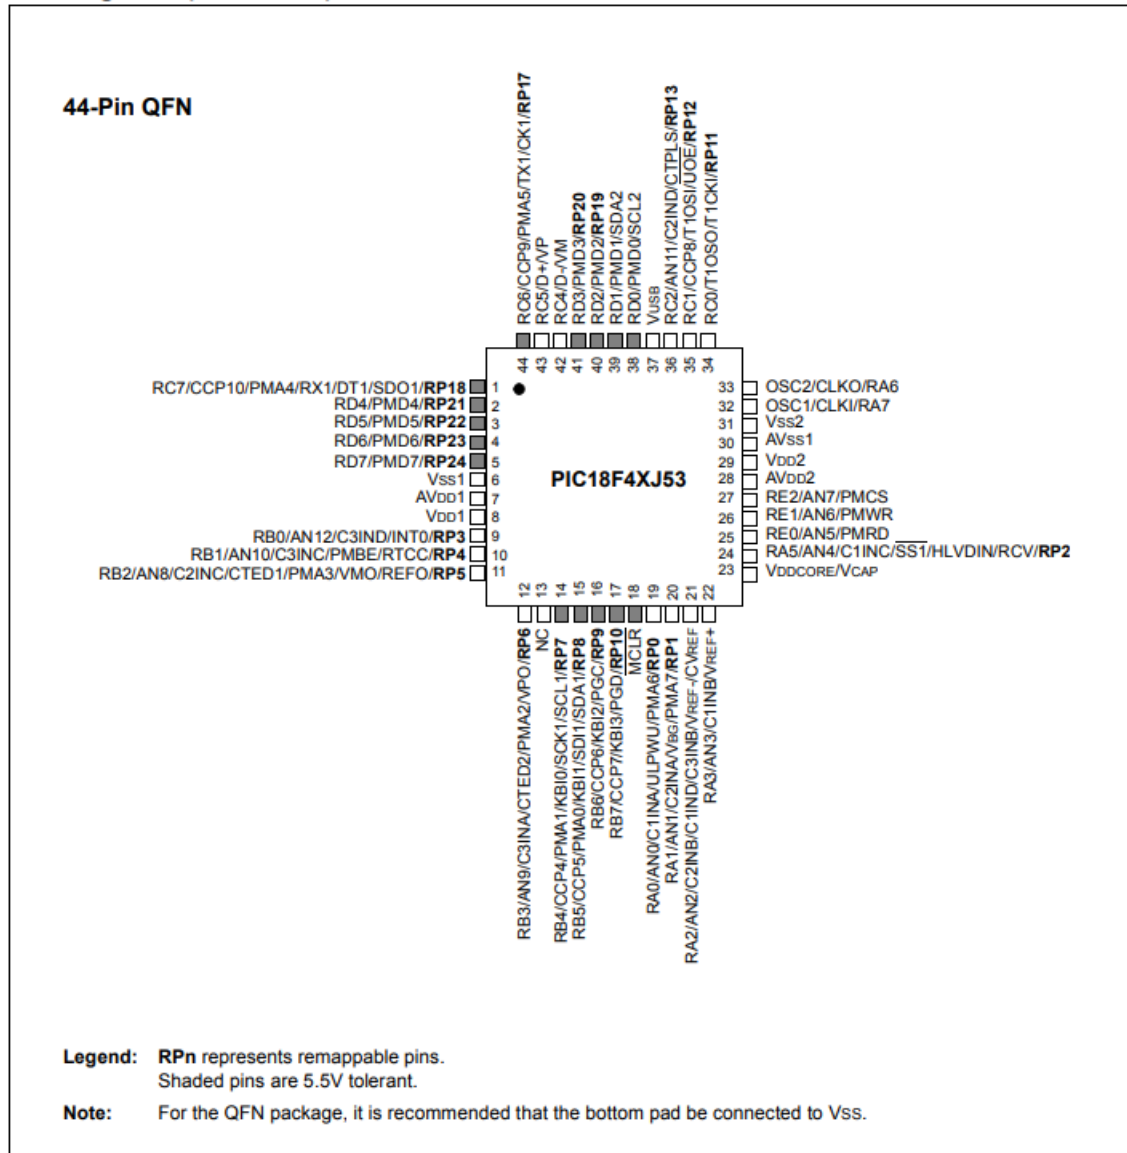 44-Pin QFN
RC6/CCP9/PMA5/TX1/CK1/RP17
RC5/D+/VP
RC4/D-/VM
RD3/PMD3/RP20
RD2/PMD2/RP19
RD1/PMD1/SDA2
RD0/PMD0/SCL2
VUSB
RC2/AN11/C2IND/CTPLS/RP13
RC1/CCP8/T1OSI/UOE/RP12
RC0/T1OSO/T1CKI/RP11
44 43 42 41 40 39 38 37 36 35 34
RC7/CCP10/PMA4/RX1/DT1/SDO1/RP18 1
RD4/PMD4/RP21 2
RD5/PMD5/RP22 3
RD6/PMD6/RP23 4
RD7/PMD7/RP24 5
VSS1 6
AVDD1 7
VDD1 8
RB0/AN12/C3IND/INT0/RP3 9
RB1/AN10/C3INC/PMBE/RTCC/RP4 10
RB2/AN8/C2INC/CTED1/PMA3/VMO/REFO/RP5 11
PIC18F4XJ53
33 OSC2/CLKO/RA6
32 OSC1/CLKI/RA7
31 VSS2
30 AVSS1
29 VDD2
28 AVDD2
27 RE2/AN7/PMCS
26 RE1/AN6/PMWR
25 RE0/AN5/PMRD
24 RA5/AN4/C1INC/SS1/HLVDIN/RCV/RP2
23 VDDCORE/VCAP
12 13 14 15 16 17 18 19 20 21 22
RB3/AN9/C3INA/CTED2/PMA2/VPO/RP6
NC
RB4/CCP4/PMA1/KBI0/SCK1/SCL1/RP7
RB5/CCP5/PMA0/KBI1/SDI1/SDA1/RP8
RB6/CCP6/KBI2/PGC/RP9
RB7/CCP7/KBI3/PGD/RP10
MCLR
RA0/AN0/C1INA/ULPWU/PMA6/RP0
RA1/AN1/C2INA/VBG/PMA7/RP1
RA2/AN2/C2INB/C1IND/C3INB/VREF-/CVREF
RA3/AN3/C1INB/VREF+
Legend: RPn represents remappable pins.
Shaded pins are 5.5V tolerant.
Note: For the QFN package, it is recommended that the bottom pad be connected to VSS.